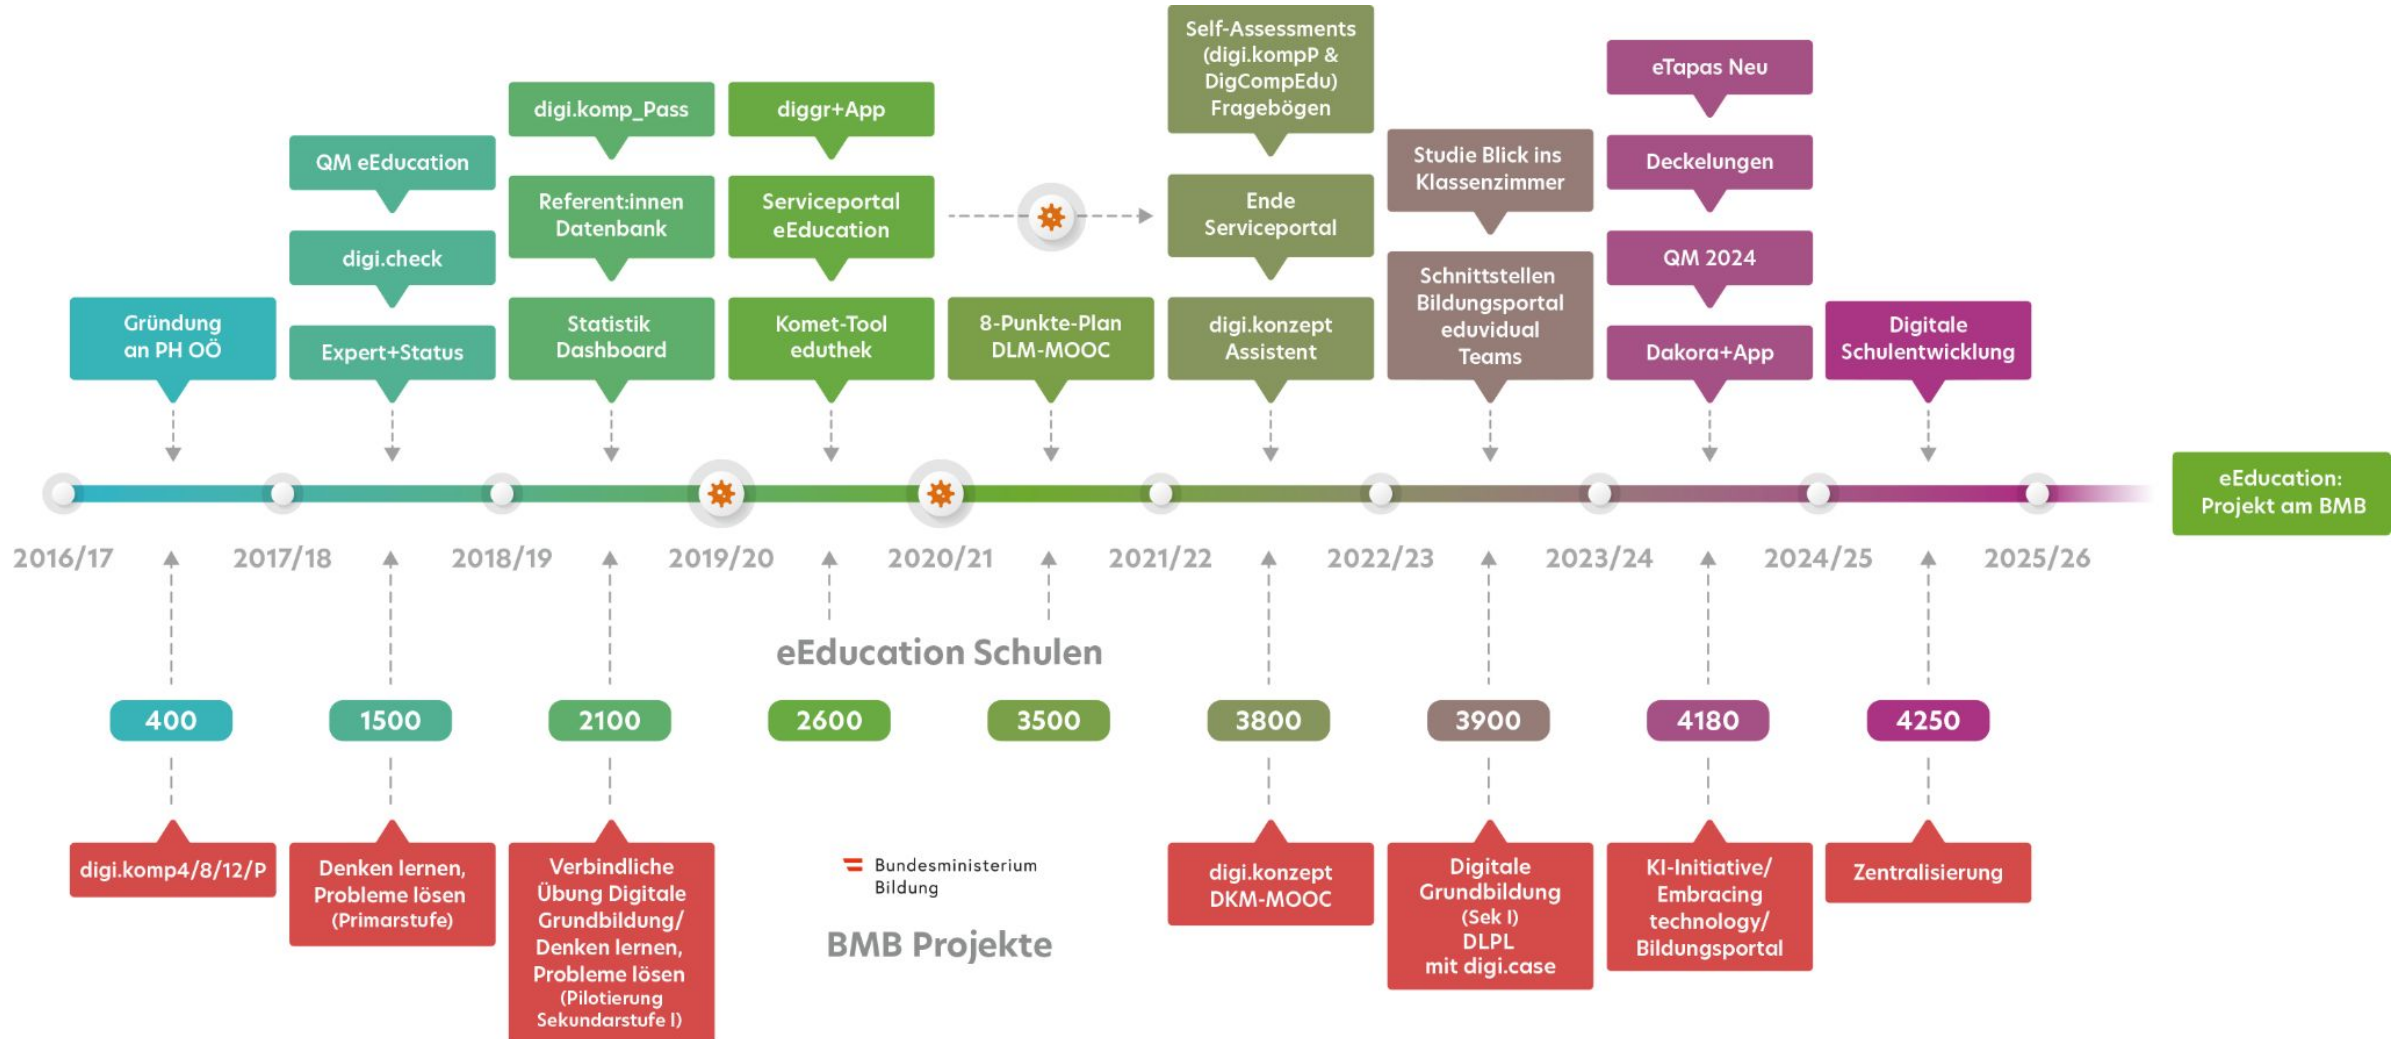 Gründung
an PH OÖ
QM eEducation
digi.check
Expert+Status
digi.komp_Pass
Referent:innen
Datenbank
Statistik
Dashboard
diggr+App
Serviceportal
eEducation
Komet-Tool
eduthek
8-Punkte-Plan
DLM-MOOC
Self-Assessments
(digi.kompP &
DigCompEdu)
Fragebögen
Ende
Serviceportal
digi.konzept
Assistent
Studie Blick ins
Klassenzimmer
Schnittstellen
Bildungsportal
eduvidual
Teams
eTapas Neu
Deckelungen
QM 2024
Dakora+App
Digitale
Schulentwicklung
eEducation:
Projekt am BMB
2016/17
2017/18
2018/19
2019/20
2020/21
2021/22
2022/23
2023/24
2024/25
2025/26
eEducation Schulen
400
1500
2100
2600
3500
3800
3900
4180
4250
digi.komp4/8/12/P
Denken lernen,
Probleme lösen
(Primarstufe)
Verbindliche
Übung Digitale
Grundbildung/
Denken lernen,
Probleme lösen
(Pilotierung
Sekundarstufe I)
Bundesministerium
Bildung
BMB Projekte
digi.konzept
DKM-MOOC
Digitale
Grundbildung
(Sek I)
DLPL
mit digi.case
KI-Initiative/
Embracing
technology/
Bildungsportal
Zentralisierung